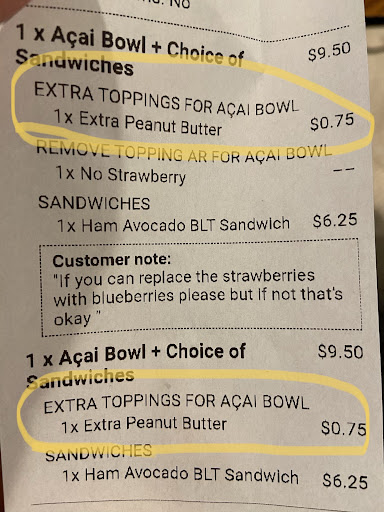 No
1 x Açai Bowl + Choice of $9.50
Sandwiches
EXTRA TOPPINGS FOR AÇAI BOWL
1x Extra Peanut Butter $0.75
REMOVE TOPPING AR FOR AÇAI BOWL
1x No Strawberry --
SANDWICHES
1x Ham Avocado BLT Sandwich $6.25
Customer note:
"If you can replace the strawberries
with blueberries please but if not that's
okay "
1 x Açai Bowl + Choice of $9.50
Sandwiches
EXTRA TOPPINGS FOR AÇAI BOWL
1x Extra Peanut Butter $0.75
SANDWICHES
1x Ham Avocado BLT Sandwich $6.25